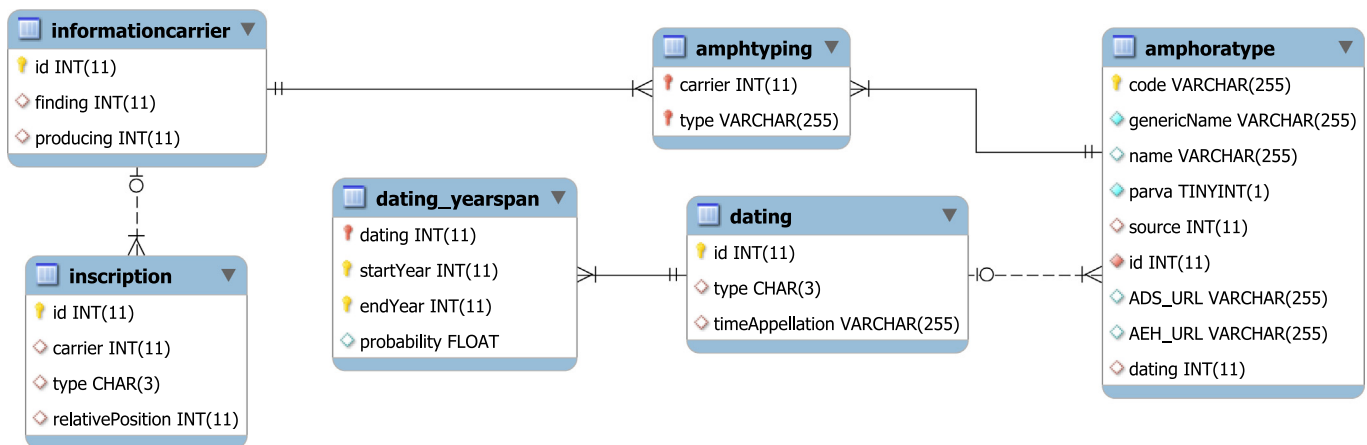 informationcarrier
id INT(11)
finding INT(11)
producing INT(11)
amphtyping
carrier INT(11)
type VARCHAR(255)
amphoratype
code VARCHAR(255)
genericName VARCHAR(255)
name VARCHAR(255)
parva TINYINT(1)
source INT(11)
id INT(11)
ADS_URL VARCHAR(255)
AEH_URL VARCHAR(255)
dating INT(11)
dating_yearspan
dating INT(11)
startYear INT(11)
endYear INT(11)
probability FLOAT
dating
id INT(11)
type CHAR(3)
timeAppellation VARCHAR(255)
inscription
id INT(11)
carrier INT(11)
type CHAR(3)
relativePosition INT(11)